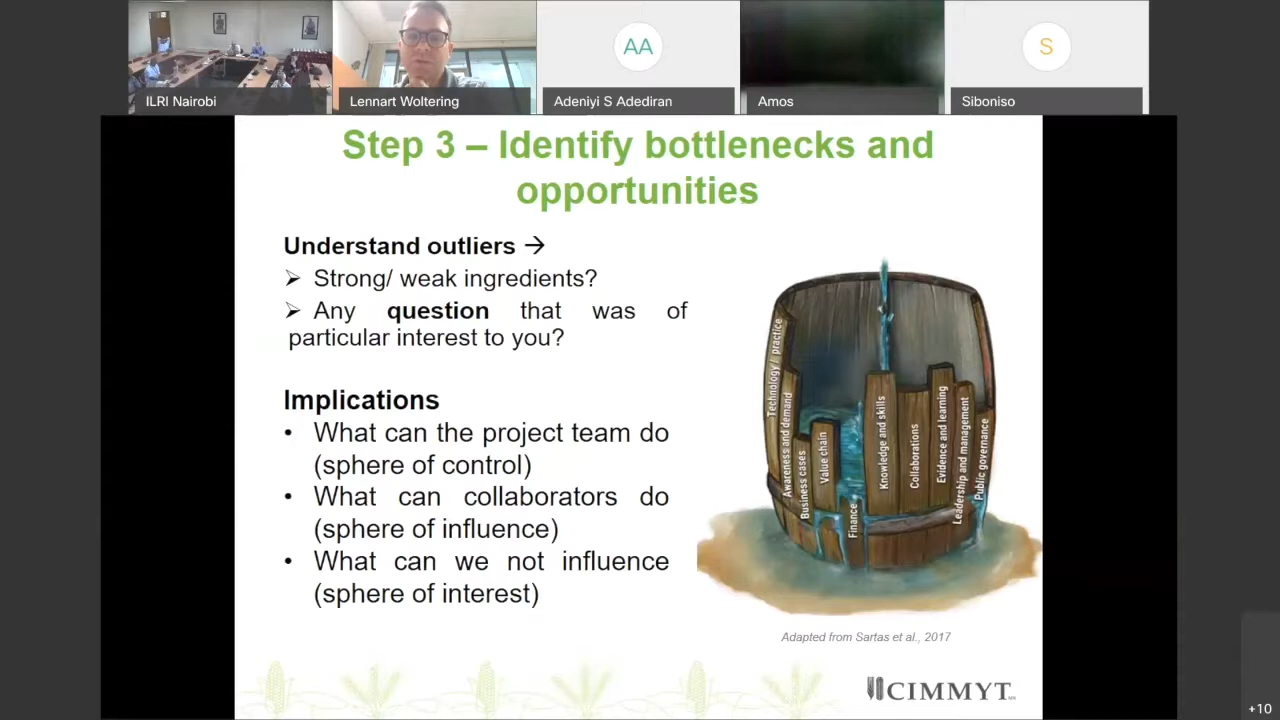 AA
S
ILRI Nairobi
Lennart Woltering
Adeniyi S Adediran
Amos
Siboniso
Step 3 – Identify bottlenecks and
opportunities
Understand outliers →
➢ Strong/ weak ingredients?
➢ Any question that was of
particular interest to you?
Implications
• What can the project team do
(sphere of control)
• What can collaborators do
(sphere of influence)
• What can we not influence
(sphere of interest)
Technology / practice
Awareness and demand
Business cases
Value chain
Finance
Knowledge and skills
Collaborations
Evidence and learning
Leadership and management
Public governance
Adapted from Sartas et al., 2017
CIMMYT
+10